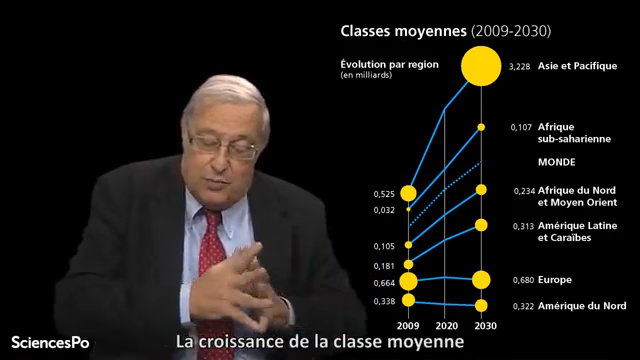 Classes moyennes (2009-2030)
Évolution par region
(en milliards)
3,228 Asie et Pacifique
0,107 Afrique
sub-saharienne
MONDE
0,525
0,032
0,234 Afrique du Nord
et Moyen Orient
0,105
0,313 Amérique Latine
et Caraïbes
0,181
0,664
0,680 Europe
0,338
0,322 Amérique du Nord
2009 2020 2030
SciencesPo
La croissance de la classe moyenne